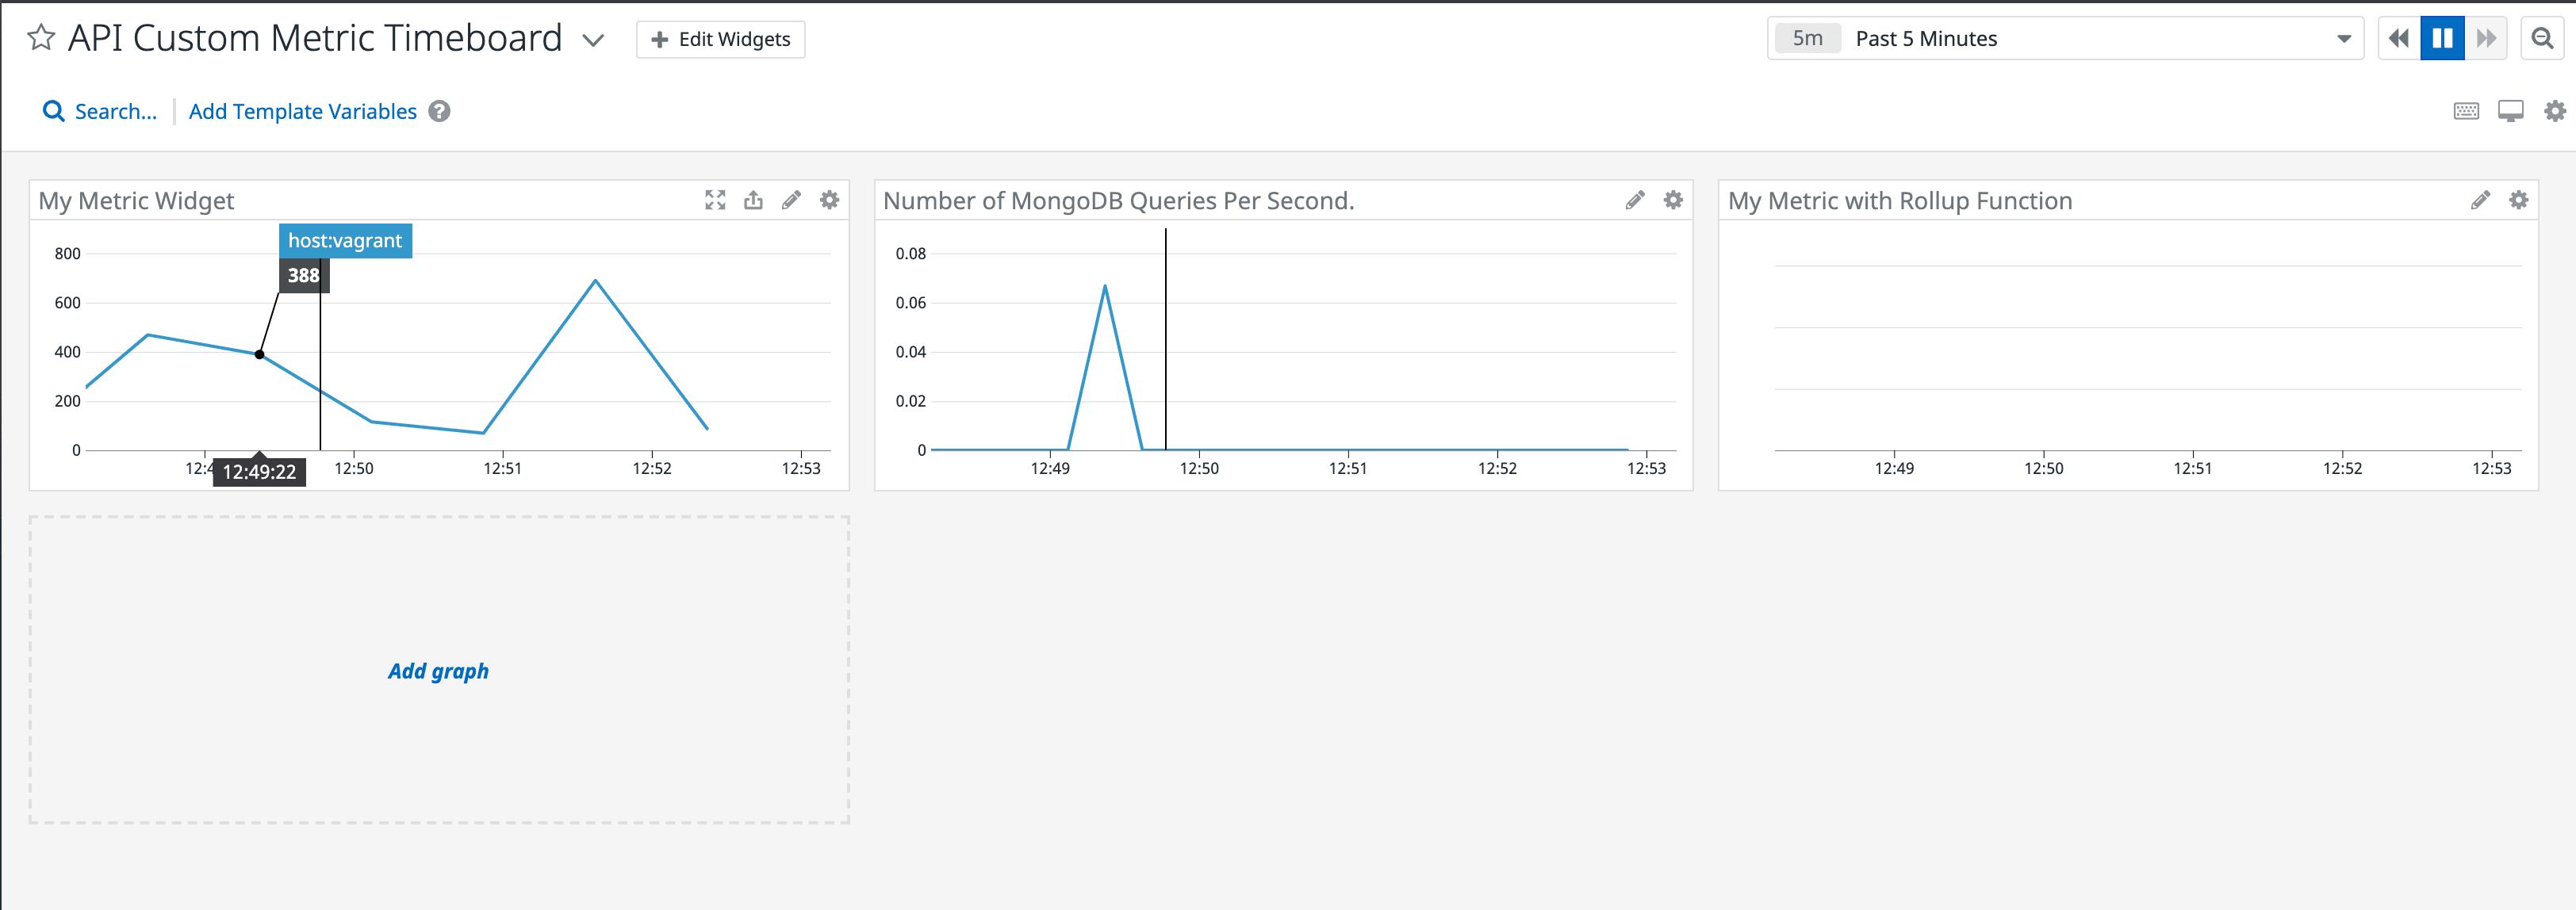 API Custom Metric Timeboard
Edit Widgets
5m Past 5 Minutes
Search...
Add Template Variables
My Metric Widget
host:vagrant
388
800
600
400
200
0
12:49:22
12:50
12:51
12:52
12:53
Number of MongoDB Queries Per Second.
0.08
0.06
0.04
0.02
0
12:49
12:50
12:51
12:52
12:53
My Metric with Rollup Function
12:49
12:50
12:51
12:52
12:53
Add graph